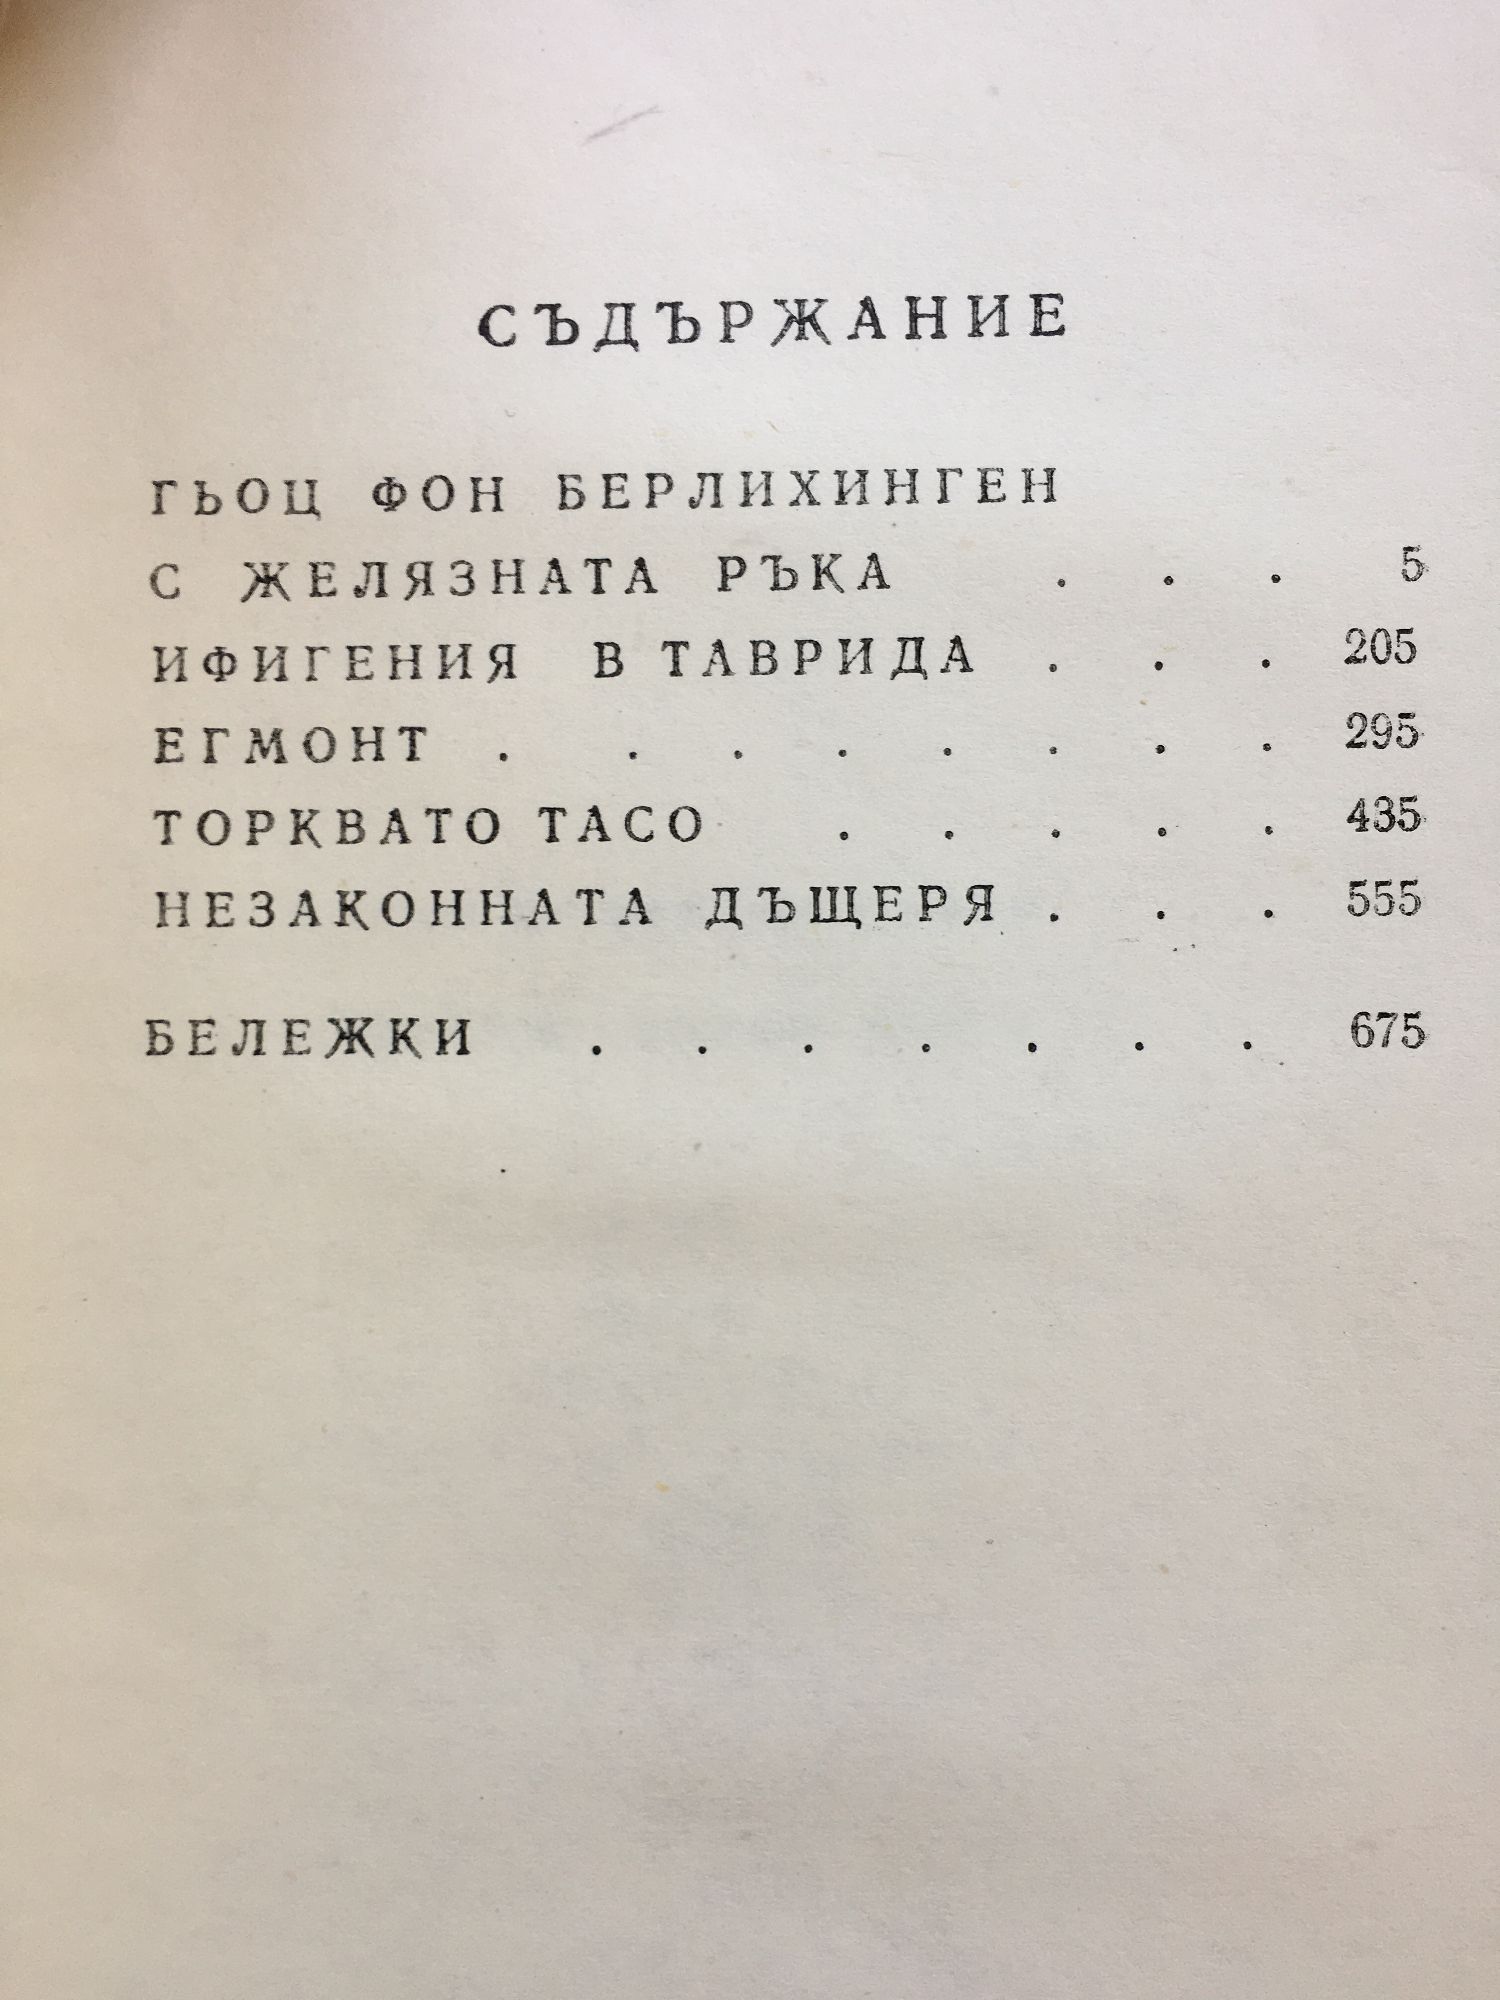 СЪДЪРЖАНИЕ
ГЬОЦ ФОН БЕРЛИХИНГЕН
С ЖЕЛЯЗНАТА РЪКА . . . 5
ИФИГЕНИЯ В ТАВРИДА . . . 205
ЕГМОНТ . . . . . . . . 295
ТОРКВАТО ТАСО . . . . . 435
НЕЗАКОННАТА ДЪЩЕРЯ . . . 555
БЕЛЕЖКИ . . . . . . . 675